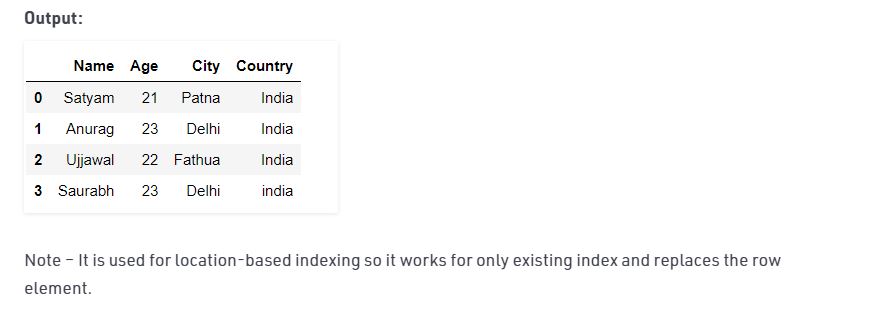 Output:
Name Age City Country
0 Satyam 21 Patna India
1 Anurag 23 Delhi India
2 Ujjawal 22 Fathua India
3 Saurabh 23 Delhi india
Note – It is used for location-based indexing so it works for only existing index and replaces the row
element.